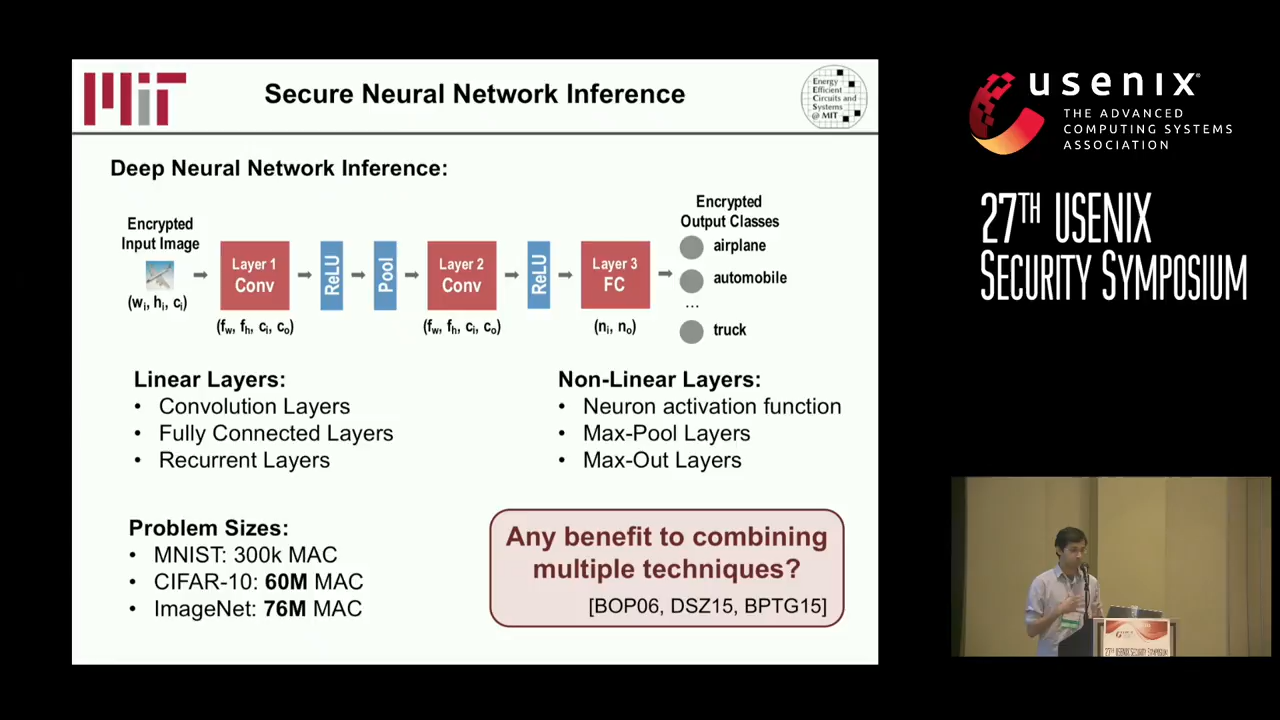 MIT
Secure Neural Network Inference
Energy
Efficient
Circuits and
Systems
@ MIT
Deep Neural Network Inference:
Encrypted
Input Image
(wi, hi, ci)
Layer 1
Conv
(fw, fh, ci, co)
ReLU
Pool
Layer 2
Conv
(fw, fh, ci, co)
ReLU
Layer 3
FC
(ni, no)
Encrypted
Output Classes
airplane
automobile
...
truck
Linear Layers:
• Convolution Layers
• Fully Connected Layers
• Recurrent Layers
Non-Linear Layers:
• Neuron activation function
• Max-Pool Layers
• Max-Out Layers
Problem Sizes:
• MNIST: 300k MAC
• CIFAR-10: 60M MAC
• ImageNet: 76M MAC
Any benefit to combining
multiple techniques?
[BOP06, DSZ15, BPTG15]
usenix®
THE ADVANCED
COMPUTING SYSTEMS
ASSOCIATION
27TH USENIX
SECURITY SYMPOSIUM
27TH USENIX SECURITY SYMPOSIUM